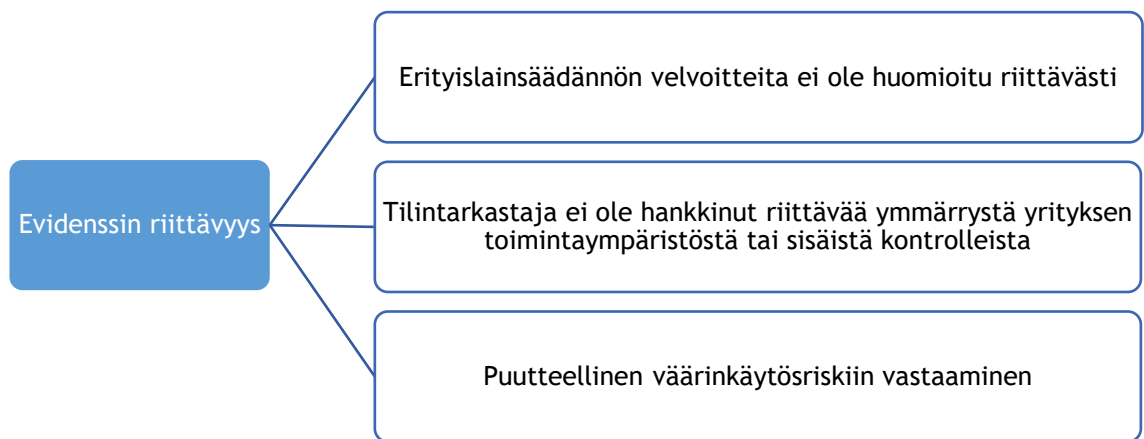 Erityislainsäädännön velvoitteita ei ole huomioitu riittävästi
Evidenssin riittävyys
Tilintarkastaja ei ole hankkinut riittävää ymmärrystä yrityksen
toimintaympäristöstä tai sisäistä kontrolleista
Puutteellinen väärinkäytösriskiin vastaaminen